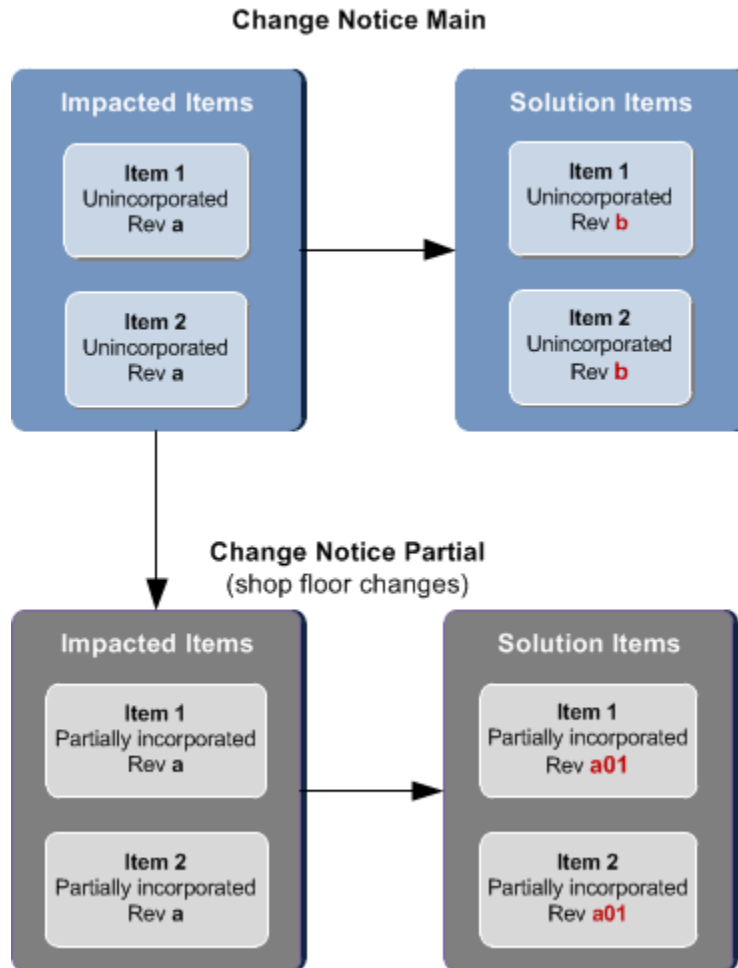 Change Notice Main
Impacted Items
Item 1
Unincorporated
Rev a
Item 2
Unincorporated
Rev a
Solution Items
Item 1
Unincorporated
Rev b
Item 2
Unincorporated
Rev b
Change Notice Partial
(shop floor changes)
Impacted Items
Item 1
Partially incorporated
Rev a
Item 2
Partially incorporated
Rev a
Solution Items
Item 1
Partially incorporated
Rev a01
Item 2
Partially incorporated
Rev a01